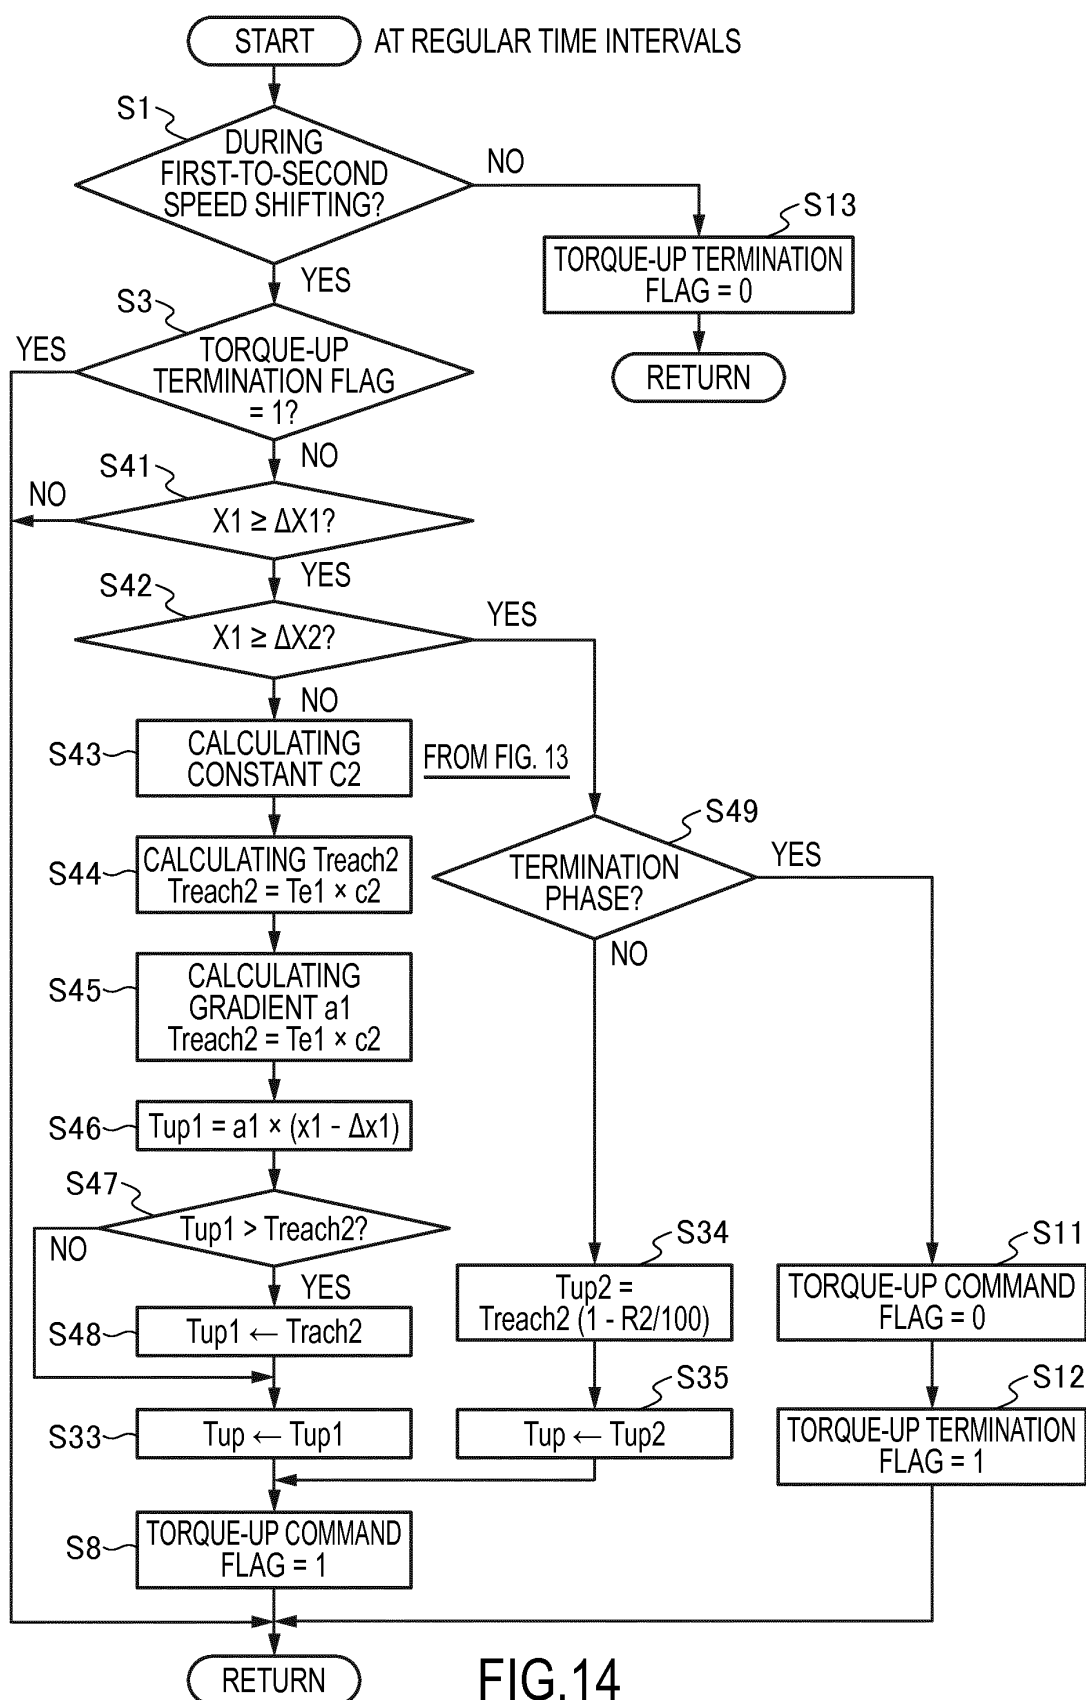 START
AT REGULAR TIME INTERVALS
S1
DURING
FIRST-TO-SECOND
SPEED SHIFTING?
NO
S13
TORQUE-UP TERMINATION
FLAG = 0
RETURN
YES
S3
YES
TORQUE-UP
TERMINATION FLAG
= 1?
NO
S41
NO
X1 ≥ ΔX1?
YES
S42
X1 ≥ ΔX2?
YES
NO
S43
CALCULATING
CONSTANT C2
FROM FIG. 13
S44
CALCULATING Treach2
Treach2 = Te1 × c2
S49
TERMINATION
PHASE?
YES
NO
S45
CALCULATING
GRADIENT a1
Treach2 = Te1 × c2
S46
Tup1 = a1 × (x1 - Δx1)
S47
Tup1 > Treach2?
NO
YES
S48
Tup1 ← Trach2
S34
Tup2 =
Treach2 (1 - R2/100)
S11
TORQUE-UP COMMAND
FLAG = 0
S33
Tup ← Tup1
S35
Tup ← Tup2
S12
TORQUE-UP TERMINATION
FLAG = 1
S8
TORQUE-UP COMMAND
FLAG = 1
RETURN
FIG.14